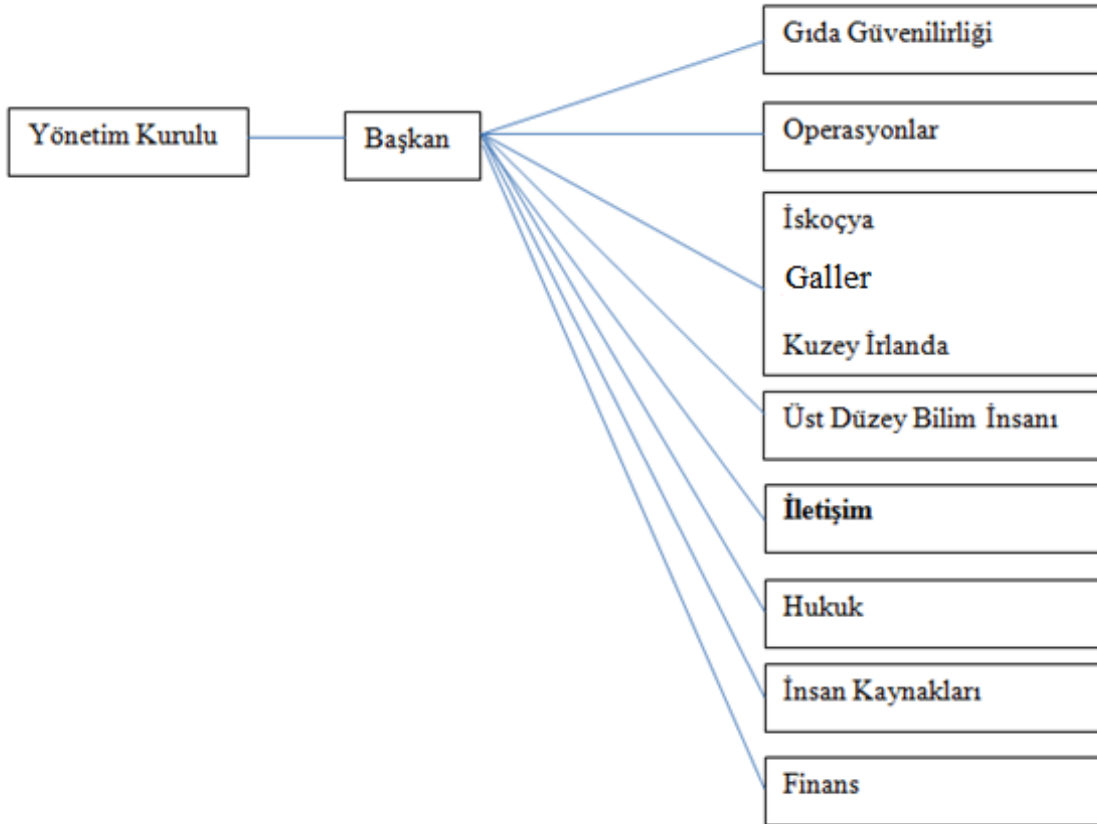 Yönetim Kurulu
Başkan
Gıda Güvenilirliği
Operasyonlar
İskoçya
Galler
Kuzey İrlanda
Üst Düzey Bilim İnsanı
İletişim
Hukuk
İnsan Kaynakları
Finans